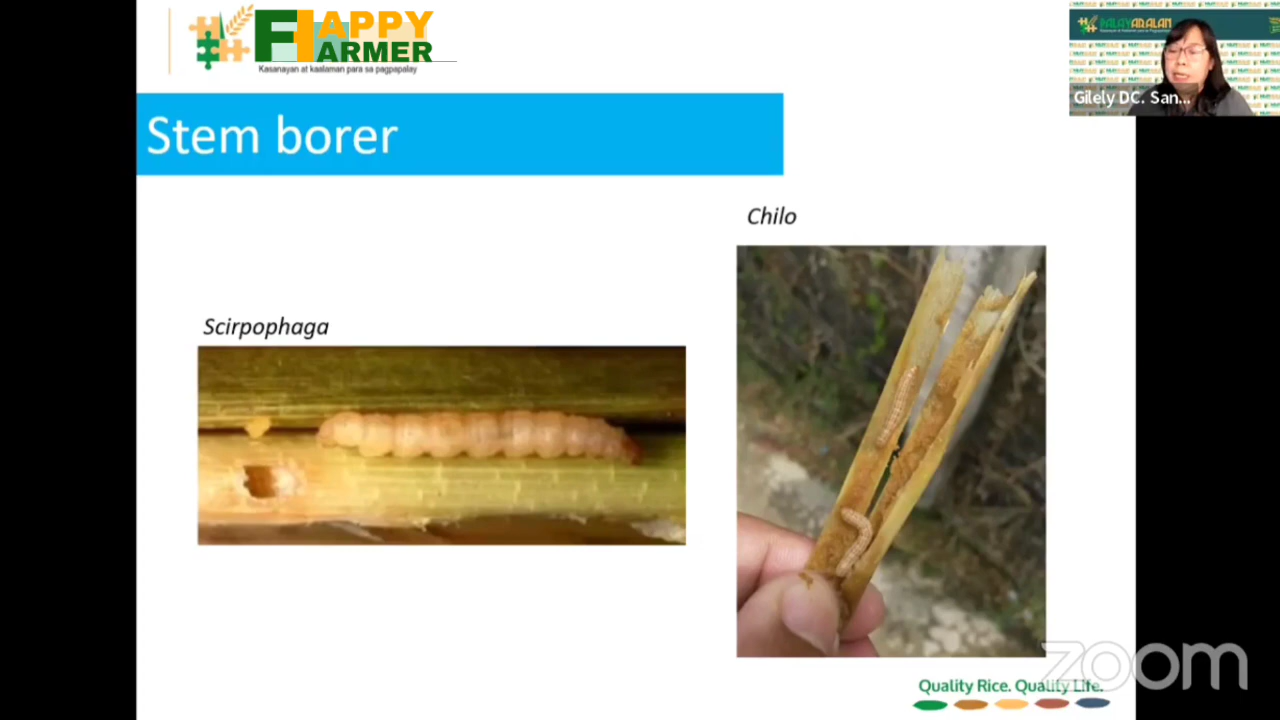 HAPPY
FARMER
Kasanayan at kaalaman para sa pagpapalay
PALAYARALAN
Gilely DC. San...
Stem borer
Chilo
Scirpophaga
zoom
Quality Rice. Quality Life.